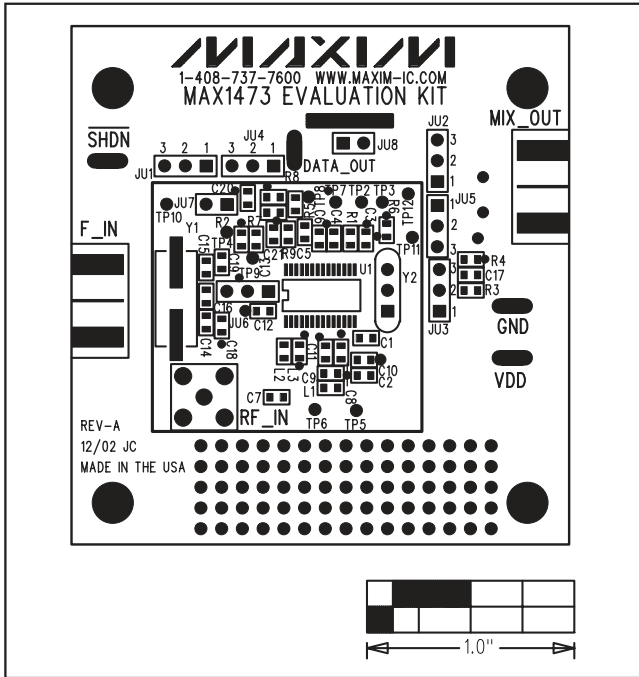 MAXIM
1-408-737-7600 WWW.MAXIM-IC.COM
MAX1473 EVALUATION KIT
SHDN
JU2
MIX_OUT
3 2 1
JU4
3 2 1
JU8
3
2
1
JU1
DATA_OUT
R8
C20
JU7
TP10
TP8
TP7 TP2 TP3
TP12
JU5
1
2
3
F_IN
Y1
R2
R7
TP4
R5
C6
C4
R1
C3
R6
TP11
C15
C19
TP9
C21
R9
C5
U1
Y2
3
2
1
JU3
R4
C17
R3
C16
JU6
C12
GND
C14
C18
L2
L3
C11
C1
C9
C10
L1
C2
VDD
C7
C8
RF_IN
TP6
TP5
REV-A
12/02 JC
MADE IN THE USA
1.0"